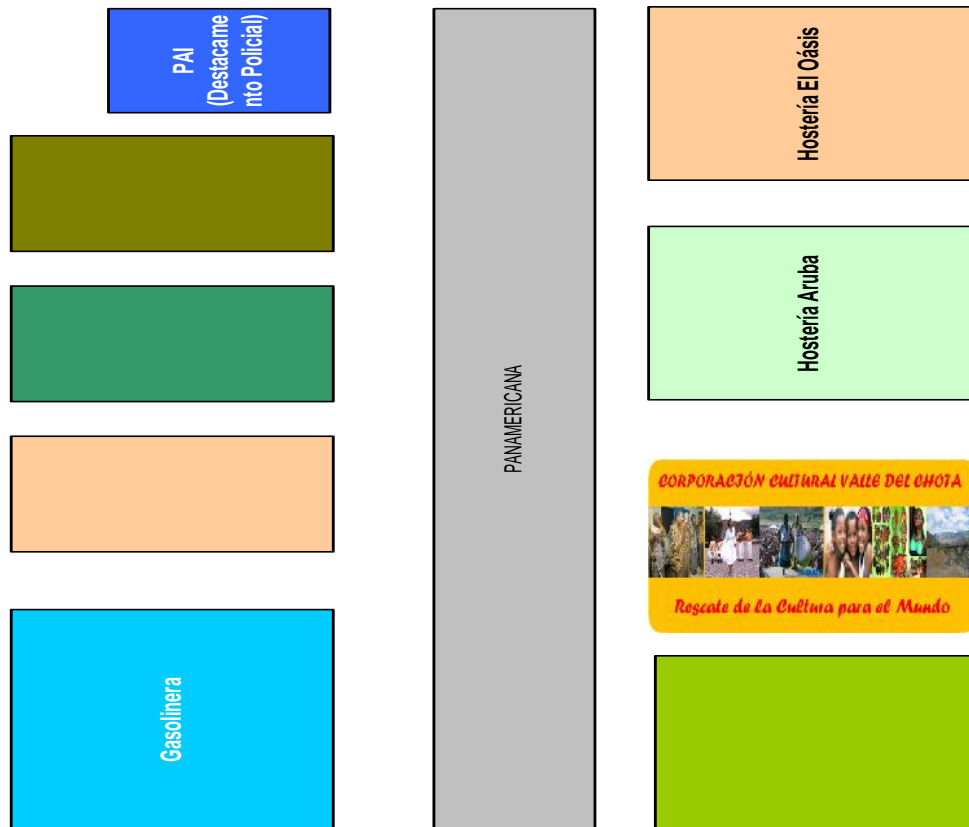 PAI
(Destacame
nto Policial)
Gasolinera
PANAMERICANA
Hostería El Oásis
Hostería Aruba
CORPORACIÓN CULTURAL VALLE DEL CHOTA
Rescate de la Cultura para el Mundo